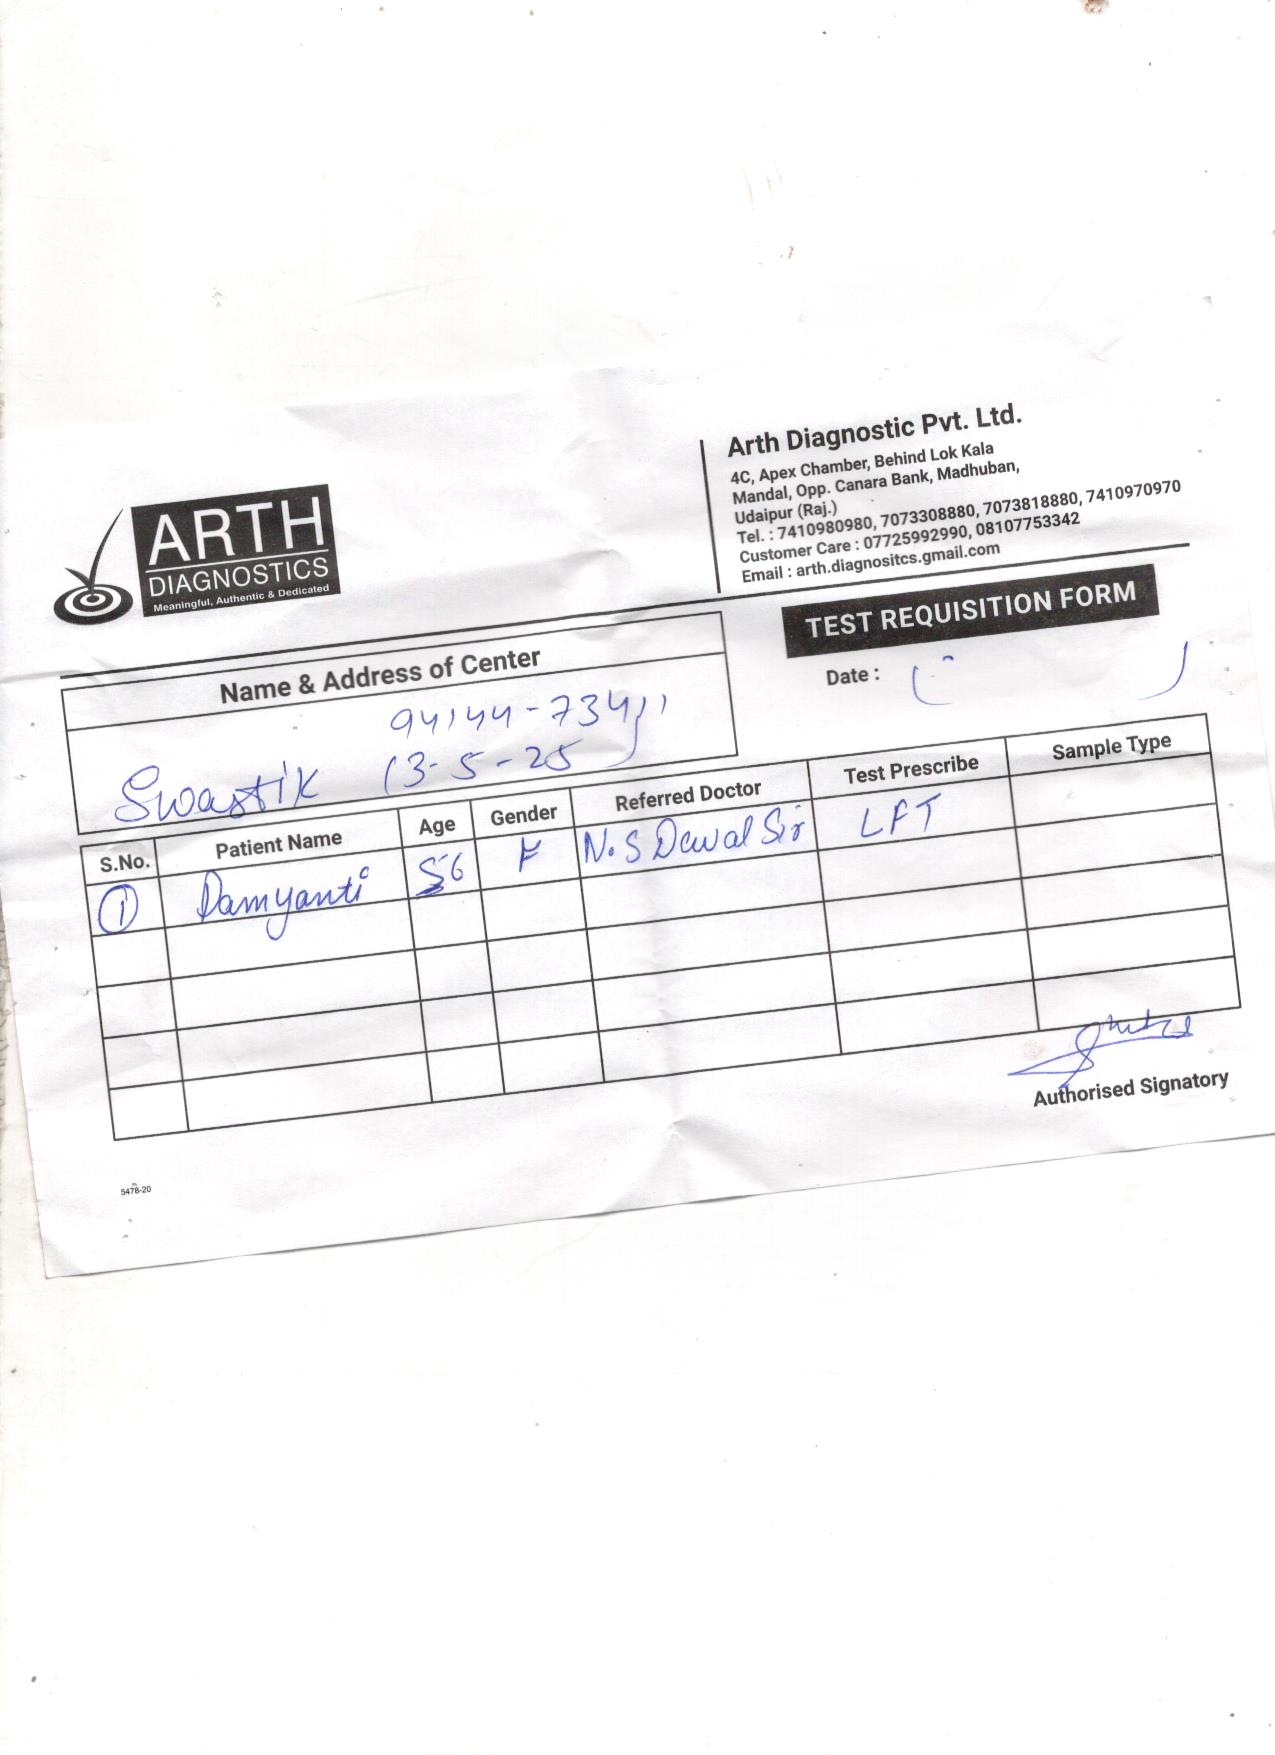 ARTH
DIAGNOSTICS
Meaningful, Authentic & Dedicated
Arth Diagnostic Pvt. Ltd.
4C, Apex Chamber, Behind Lok Kala
Mandal, Opp. Canara Bank, Madhuban,
Udaipur (Raj.)
Tel. : 7410980980, 7073308880, 7073818880, 7410970970
Customer Care : 07725992990, 08107753342
Email : arth.diagnositcs.gmail.com
TEST REQUISITION FORM
Date :
Name & Address of Center
94144-73411
Swastik 13-5-25
S.No. Patient Name Age Gender Referred Doctor Test Prescribe Sample Type
1 Damyanti 56 F N.S Dewal Sir LFT
Authorised Signatory
5478-20